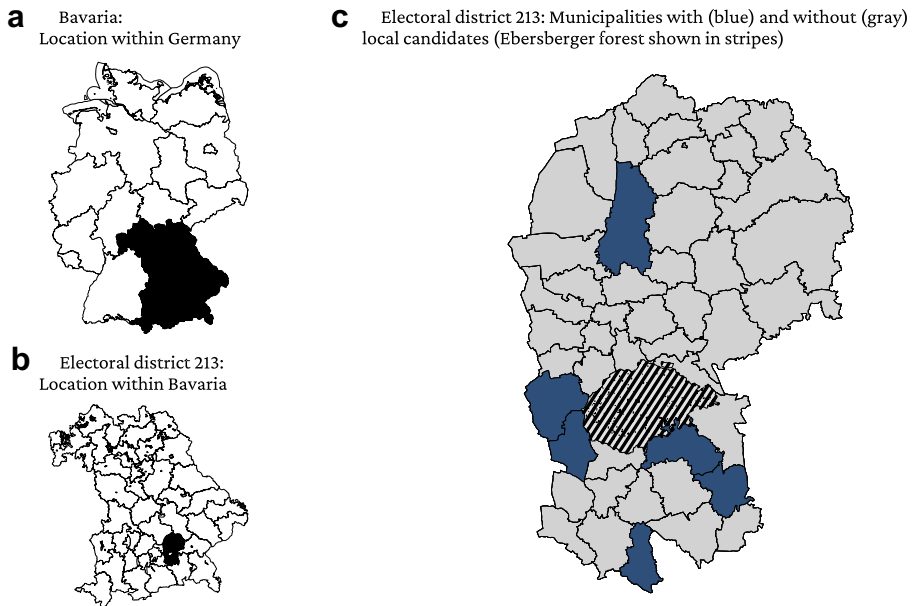 a
Bavaria:
Location within Germany
b
Electoral district 213:
Location within Bavaria
c
Electoral district 213: Municipalities with (blue) and without (gray)
local candidates (Ebersberger forest shown in stripes)